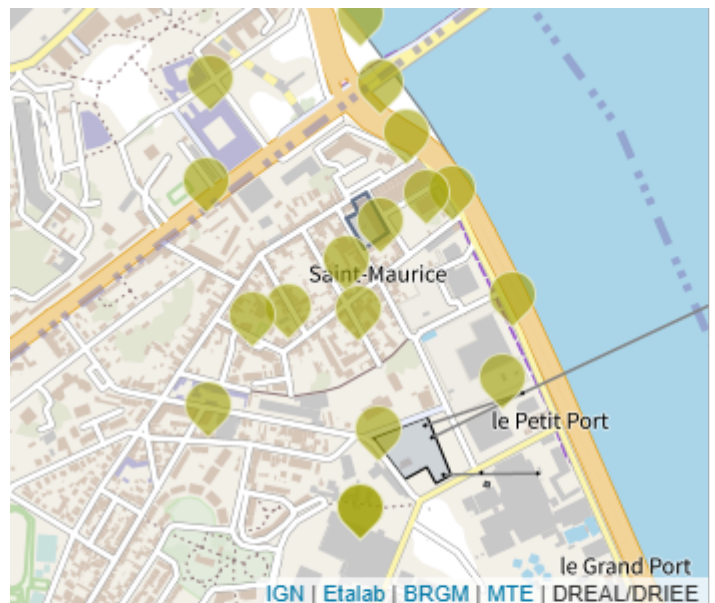 Saint-Maurice
le Petit Port
le Grand Port
IGN | Etalab | BRGM | MTE | DREAL/DRIEE